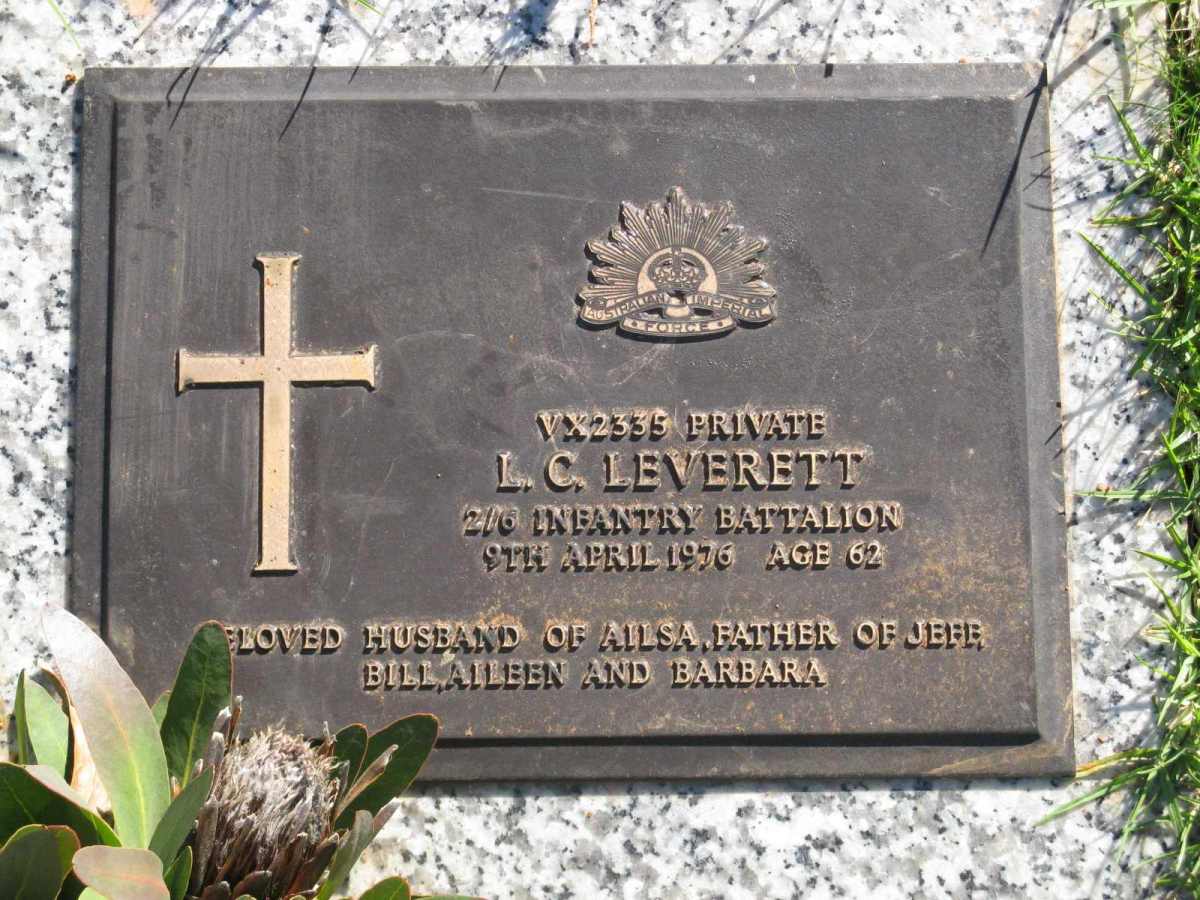 AUSTRALIAN IMPERIAL
FORCE
VX2335 PRIVATE
L. C. LEVERETT
2/6 INFANTRY BATTALION
9TH APRIL 1976 AGE 62
ELOVED HUSBAND OF AILSA, FATHER OF JEFF,
BILL, AILEEN AND BARBARA